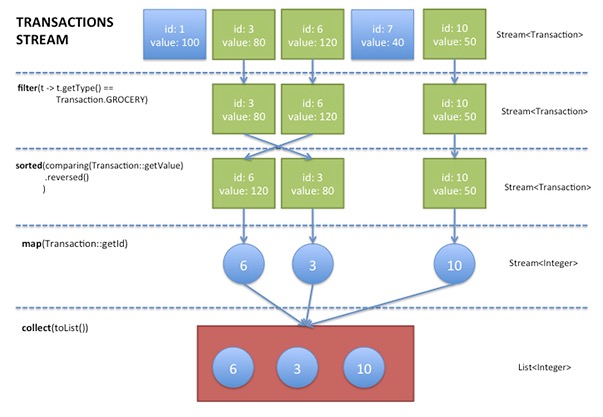 TRANSACTIONS
STREAM
id: 1
value: 100
id: 3
value: 80
id: 6
value: 120
id: 7
value: 40
id: 10
value: 50
Stream<Transaction>
filter(t -> t.getType() ==
Transaction.GROCERY)
id: 3
value: 80
id: 6
value: 120
id: 10
value: 50
Stream<Transaction>
sorted(comparing(Transaction::getValue)
.reversed()
)
id: 6
value: 120
id: 3
value: 80
id: 10
value: 50
Stream<Transaction>
map(Transaction::getId)
6
3
10
Stream<Integer>
collect(toList())
6
3
10
List<Integer>